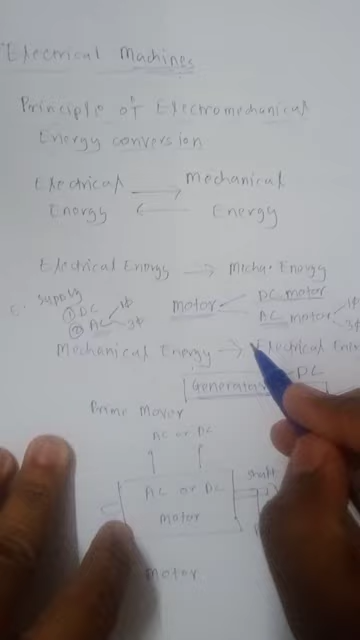 Electrical Machines
Principle of Electromechanical
Energy conversion
Electrical → Mechanical
Energy ← Energy
Electrical Energy → Mecha. Energy
E. Supply
① DC
② AC 1ϕ
3ϕ
Motor DC motor
AC motor 1ϕ
3ϕ
Mechanical Energy → Electrical Ene
Generator DC
Prime Mover
AC or DC
AC or DC
Motor
shaft
Motor